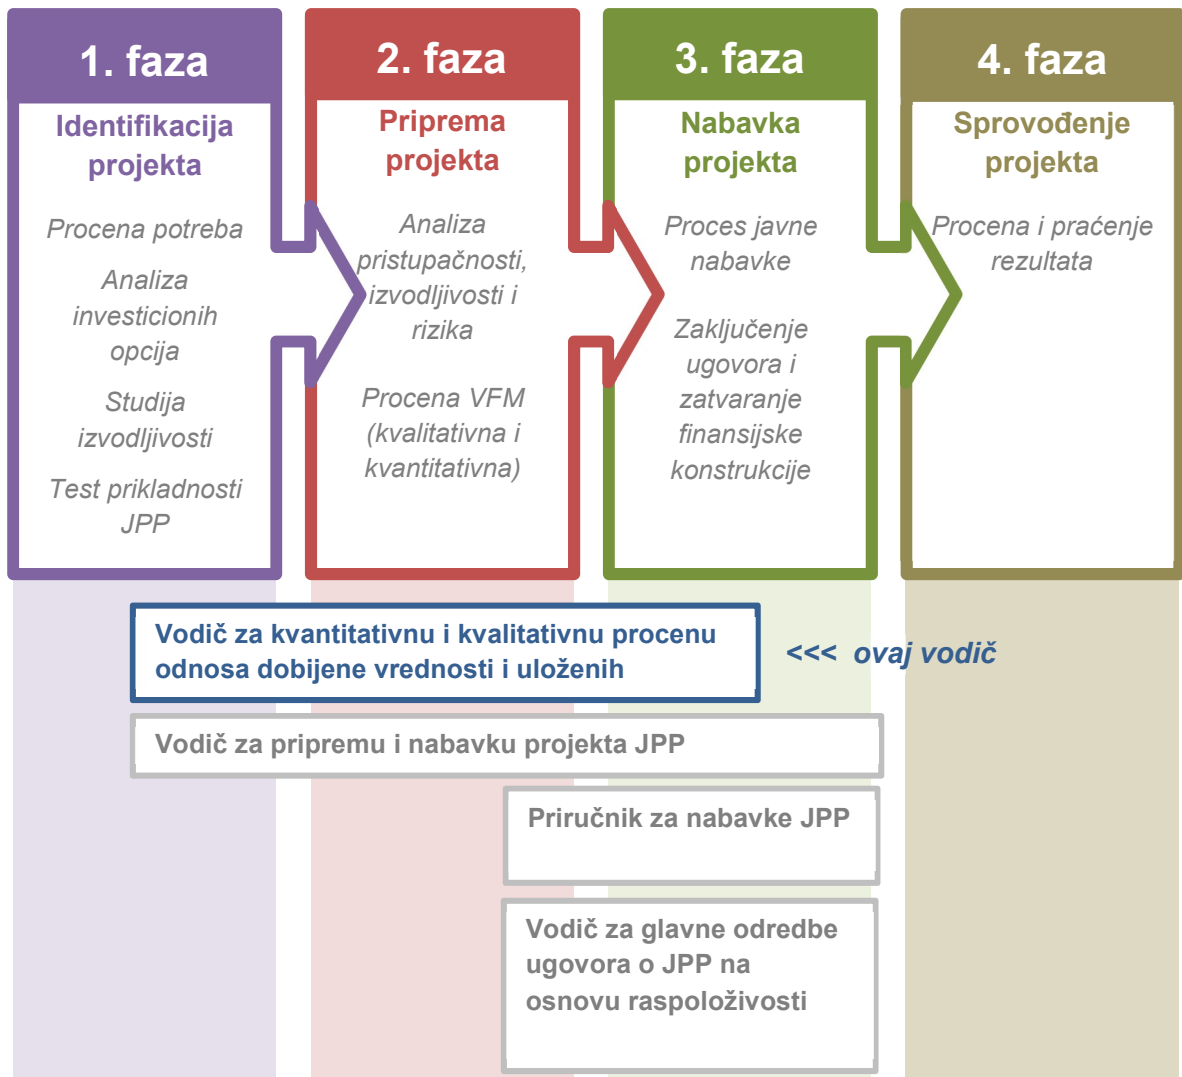 1. faza
Identifikacija
projekta
Procena potreba
Analiza
investicionih
opcija
Studija
izvodljivosti
Test prikladnosti
JPP
2. faza
Priprema
projekta
Analiza
pristupačnosti,
izvodljivosti i
rizika
Procena VFM
(kvalitativna i
kvantitativna)
3. faza
Nabavka
projekta
Proces javne
nabavke
Zaključenje
ugovora i
zatvaranje
finansijske
konstrukcije
4. faza
Sprovođenje
projekta
Procena i praćenje
rezultata
Vodič za kvantitativnu i kvalitativnu procenu
odnosa dobijene vrednosti i uloženih
<<< ovaj vodič
Vodič za pripremu i nabavku projekta JPP
Priručnik za nabavke JPP
Vodič za glavne odredbe
ugovora o JPP na
osnovu raspoloživosti